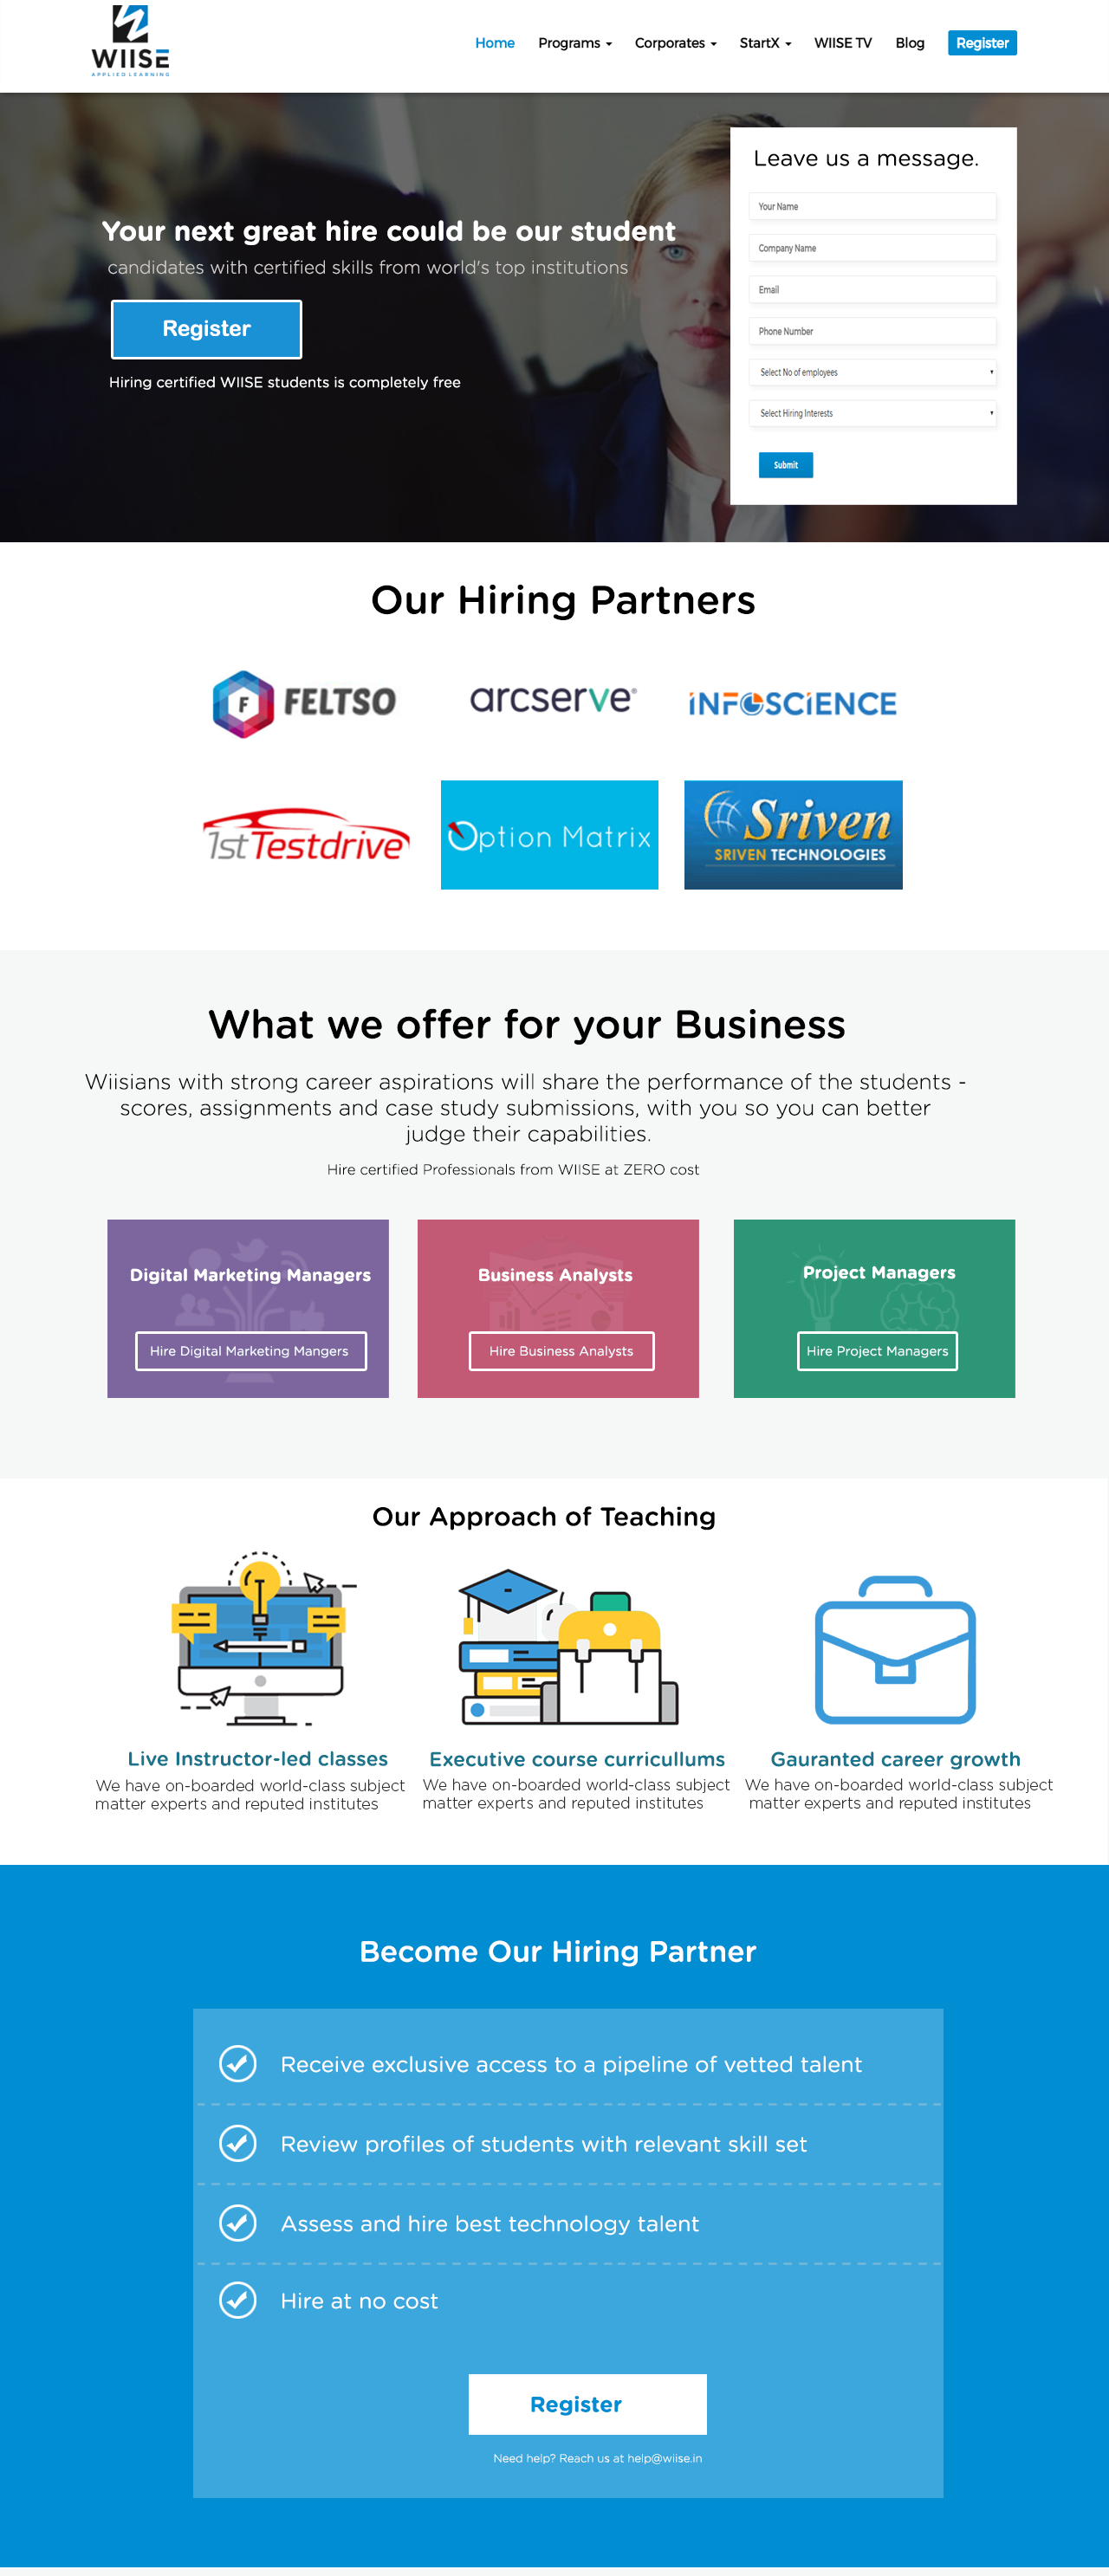 WIISE
APPLIED LEARNING
Home Programs Corporates StartX WIISE TV Blog Register
Your next great hire could be our student
candidates with certified skills from world's top institutions
Register
Hiring certified WIISE students is completely free
Leave us a message.
Your Name
Company Name
Email
Phone Number
Select No of employees
Select Hiring Interests
Submit
Our Hiring Partners
F FELTSO
arcserve®
INFOSCIENCE
1st Testdrive
Option Matrix
Sriven
SRIVEN TECHNOLOGIES
What we offer for your Business
Wiisians with strong career aspirations will share the performance of the students -
scores, assignments and case study submissions, with you so you can better
judge their capabilities.
Hire certified Professionals from WIISE at ZERO cost
Digital Marketing Managers
Hire Digital Marketing Mangers
Business Analysts
Hire Business Analysts
Project Managers
Hire Project Managers
Our Approach of Teaching
Live Instructor-led classes
We have on-boarded world-class subject
matter experts and reputed institutes
Executive course curricullums
We have on-boarded world-class subject
matter experts and reputed institutes
Gauranted career growth
We have on-boarded world-class subject
matter experts and reputed institutes
Become Our Hiring Partner
Receive exclusive access to a pipeline of vetted talent
Review profiles of students with relevant skill set
Assess and hire best technology talent
Hire at no cost
Register
Need help? Reach us at help@wiise.in